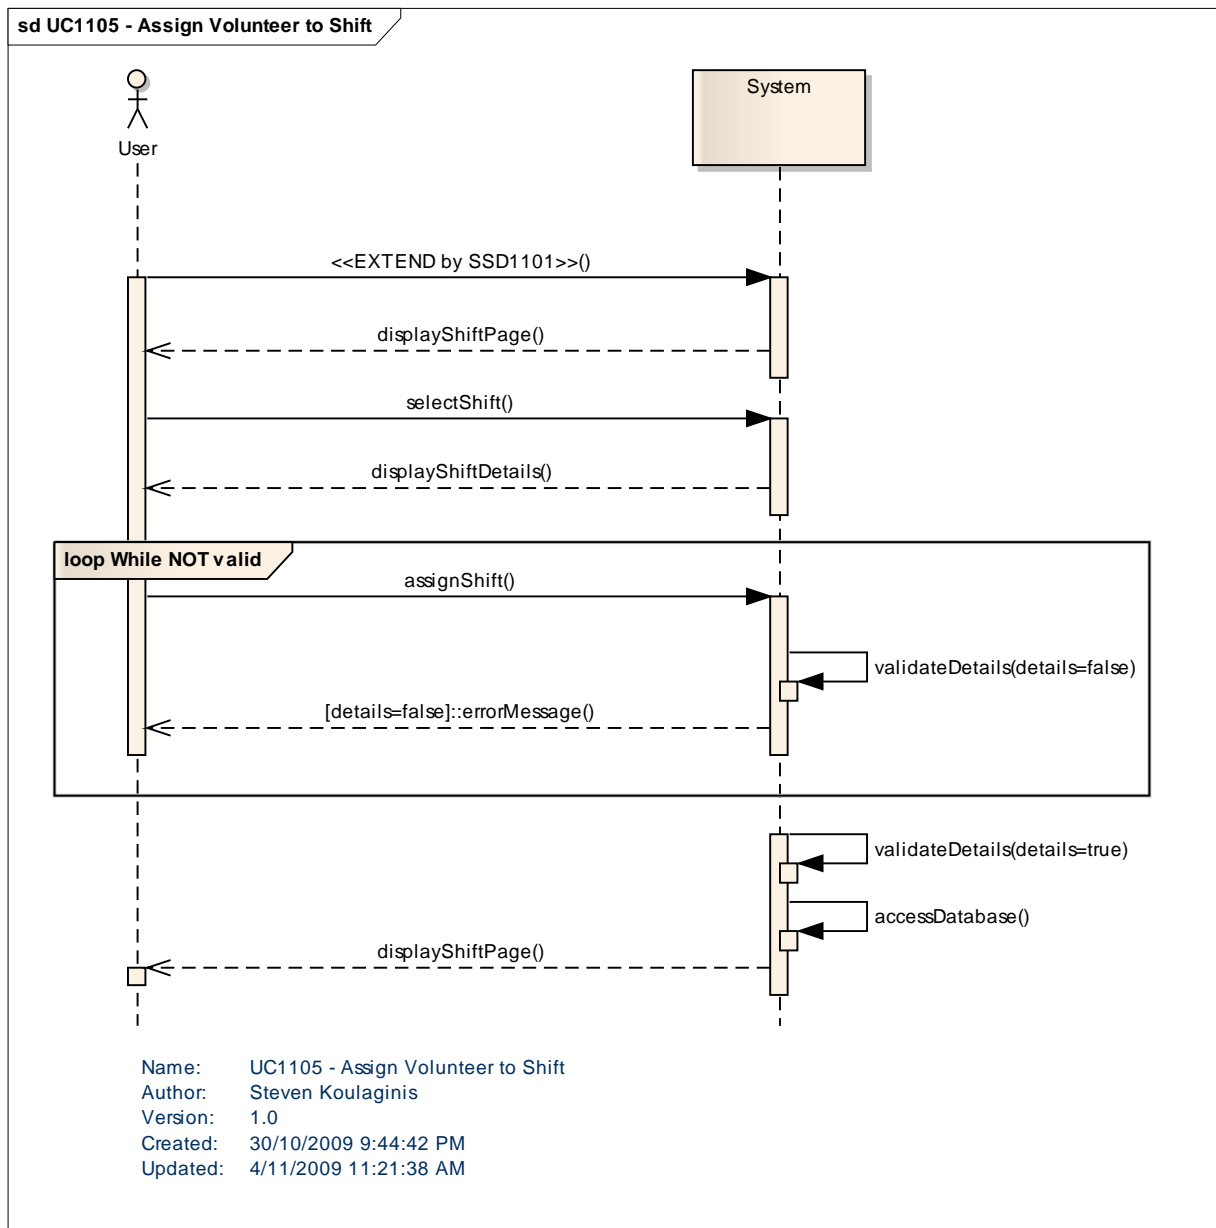 sd UC1105 - Assign Volunteer to Shift
System
User
<<EXTEND by SSD1101>>()
displayShiftPage()
selectShift()
displayShiftDetails()
loop While NOT valid
assignShift()
validateDetails(details=false)
[details=false]::errorMessage()
validateDetails(details=true)
accessDatabase()
displayShiftPage()
Name: UC1105 - Assign Volunteer to Shift
Author: Steven Koulaginis
Version: 1.0
Created: 30/10/2009 9:44:42 PM
Updated: 4/11/2009 11:21:38 AM